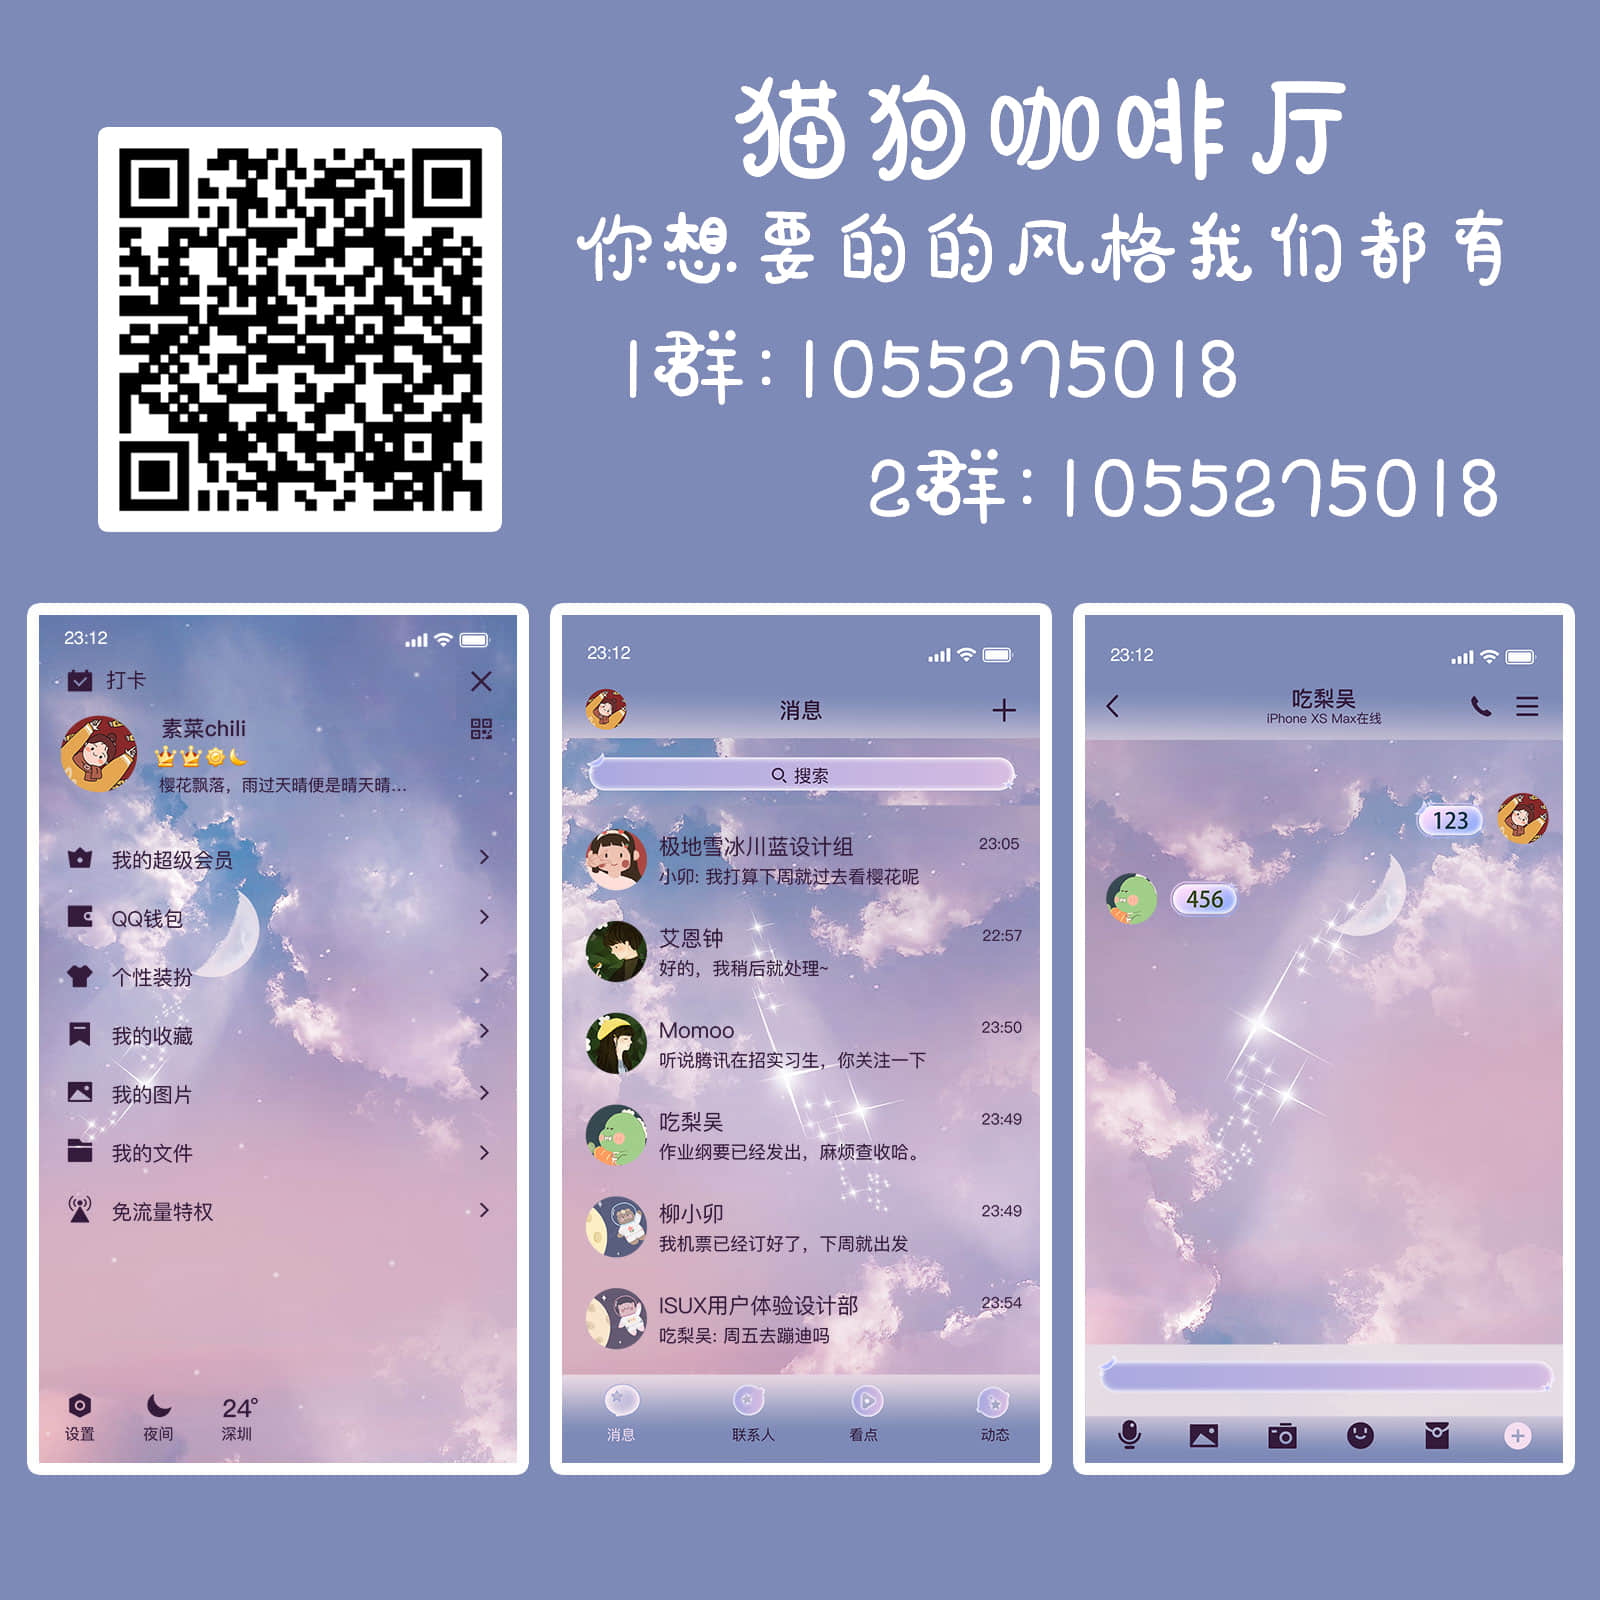 猫狗咖啡厅
你想要的的风格我们都有
1群:1055275018
2群:1055275018
23:12
打卡
素菜chili
樱花飘落，雨过天晴便是晴天晴...
我的超级会员
QQ钱包
个性装扮
我的收藏
我的图片
我的文件
免流量特权
24°
设置 夜间 深圳
23:12
消息
搜索
极地雪冰川蓝设计组 23:05
小卯: 我打算下周就过去看樱花呢
艾恩钟 22:57
好的，我稍后就处理~
Momoo 23:50
听说腾讯在招实习生，你关注一下
吃梨吴 23:49
作业纲要已经发出，麻烦查收哈。
柳小卯 23:49
我机票已经订好了，下周就出发
ISUX用户体验设计部 23:54
吃梨吴: 周五去蹦迪吗
消息 联系人 看点 动态
23:12
吃梨吴
iPhone XS Max在线
123
456